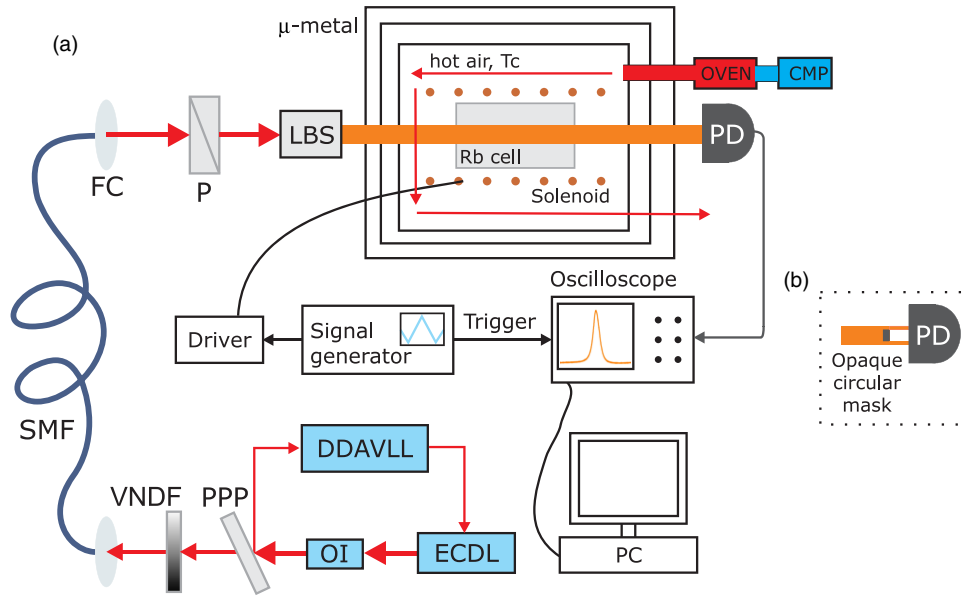 (a)
μ-metal
hot air, Tc
OVEN
CMP
LBS
PD
Rb cell
FC
P
Solenoid
Oscilloscope
(b)
Driver
Signal
generator
Trigger
PD
Opaque
circular
mask
SMF
DDAVLL
VNDF
PPP
OI
ECDL
PC